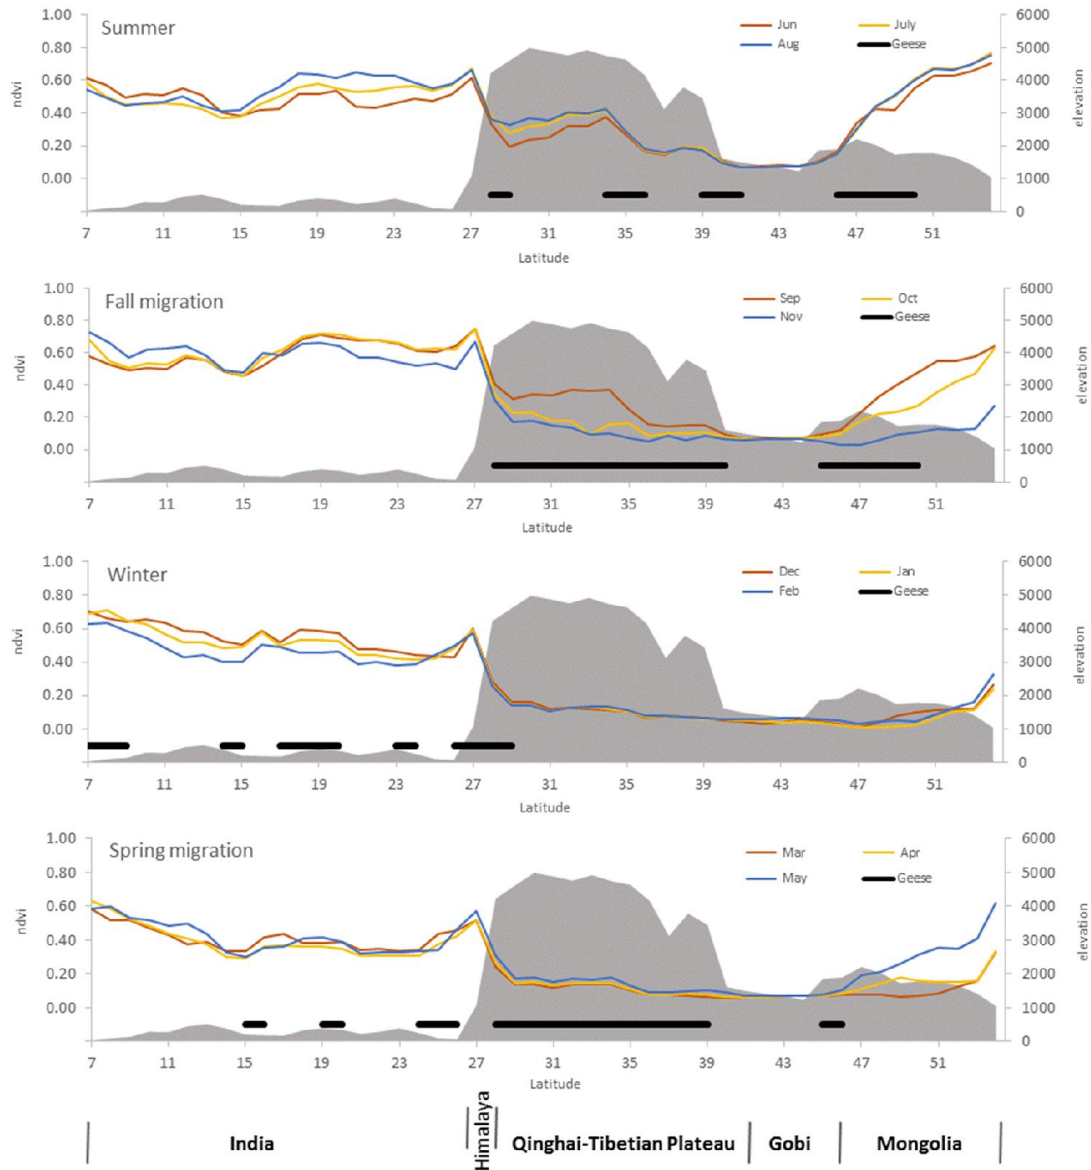 Summer
Jun July
Aug Geese
1.00 6000
0.80 5000
0.60 4000
0.40 3000
0.20 2000
0.00 1000
0
ndvi
elevation
7 11 15 19 23 27 31 35 39 43 47 51
Latitude
Fall migration
Sep Oct
Nov Geese
1.00 6000
0.80 5000
0.60 4000
0.40 3000
0.20 2000
0.00 1000
0
ndvi
elevation
7 11 15 19 23 27 31 35 39 43 47 51
Latitude
Winter
Dec Jan
Feb Geese
1.00 6000
0.80 5000
0.60 4000
0.40 3000
0.20 2000
0.00 1000
0
ndvi
elevation
7 11 15 19 23 27 31 35 39 43 47 51
Latitude
Spring migration
Mar Apr
May Geese
1.00 6000
0.80 5000
0.60 4000
0.40 3000
0.20 2000
0.00 1000
0
ndvi
elevation
7 11 15 19 23 27 31 35 39 43 47 51
Latitude
India Himalaya Qinghai-Tibetian Plateau Gobi Mongolia